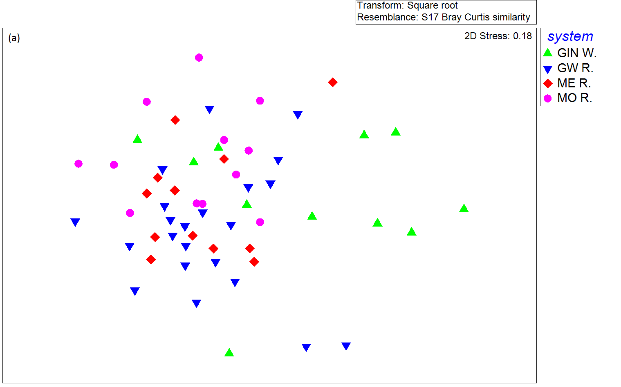 Transform: Square root
Resemblance: S17 Bray Curtis similarity
(a)
2D Stress: 0.18
system
GIN W.
GW R.
ME R.
MO R.